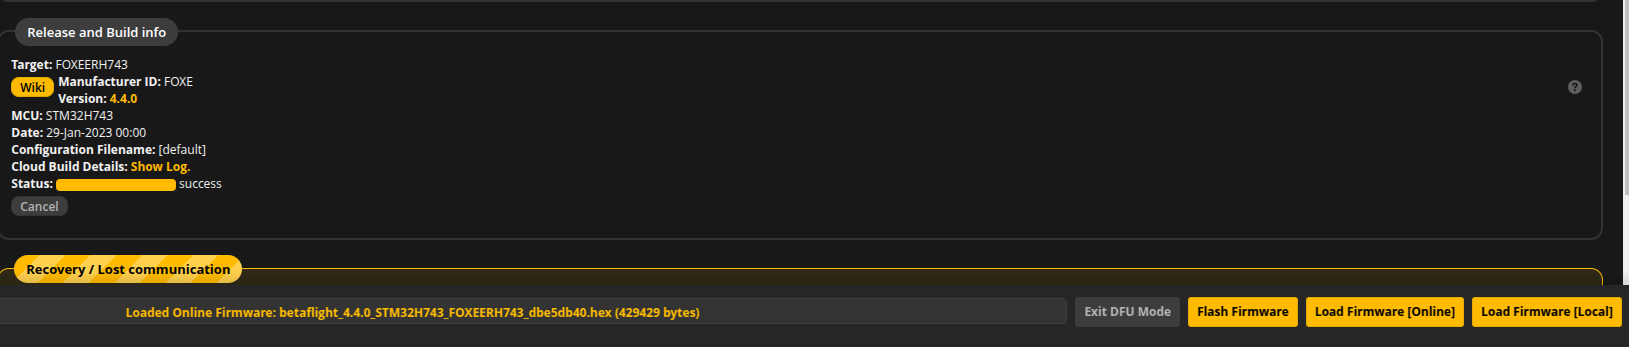 Release and Build info
Target: FOXEERH743
Wiki
Manufacturer ID: FOXE
Version: 4.4.0
MCU: STM32H743
Date: 29-Jan-2023 00:00
Configuration Filename: [default]
Cloud Build Details: Show Log.
Status: success
Cancel
?
Recovery / Lost communication
Loaded Online Firmware: betaflight_4.4.0_STM32H743_FOXEERH743_dbe5db40.hex (429429 bytes)
Exit DFU Mode
Flash Firmware
Load Firmware [Online]
Load Firmware [Local]